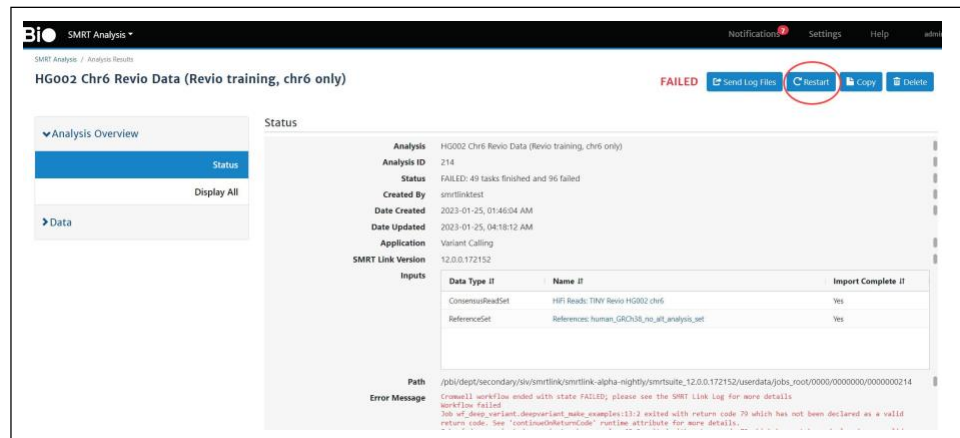 BiO SMRT Analysis Notifications 7 Settings Help admin
SMRT Analysis / Analysis Results
HG002 Chr6 Revio Data (Revio training, chr6 only) FAILED Send Log Files Restart Copy Delete
Analysis Overview
Status
Display All
Data
Status
Analysis HG002 Chr6 Revio Data (Revio training, chr6 only)
Analysis ID 214
Status FAILED: 49 tasks finished and 96 failed
Created By smrtlinktest
Date Created 2023-01-25, 01:46:04 AM
Date Updated 2023-01-25, 04:18:12 AM
Application Variant Calling
SMRT Link Version 12.0.0.172152
Inputs
Data Type Name Import Complete
ConsensusReadSet HiFi Reads: TINY Revio HG002 chr6 Yes
ReferenceSet References: human_GRCh38_no_alt_analysis_set Yes
Path /pbi/dept/secondary/siv/smrtlink/smrtlink-alpha-nightly/smrtsuite_12.0.0.172152/userdata/jobs_root/0000/0000000/0000000214
Error Message Cromwell workflow ended with state FAILED; please see the SMRT Link Log for more details
Workflow failed
Job wf_deep_variant.deepvariant_make_examples:13:2 exited with return code 79 which has not been declared as a valid
return code. See 'continueOnReturnCode' runtime attribute for more details.